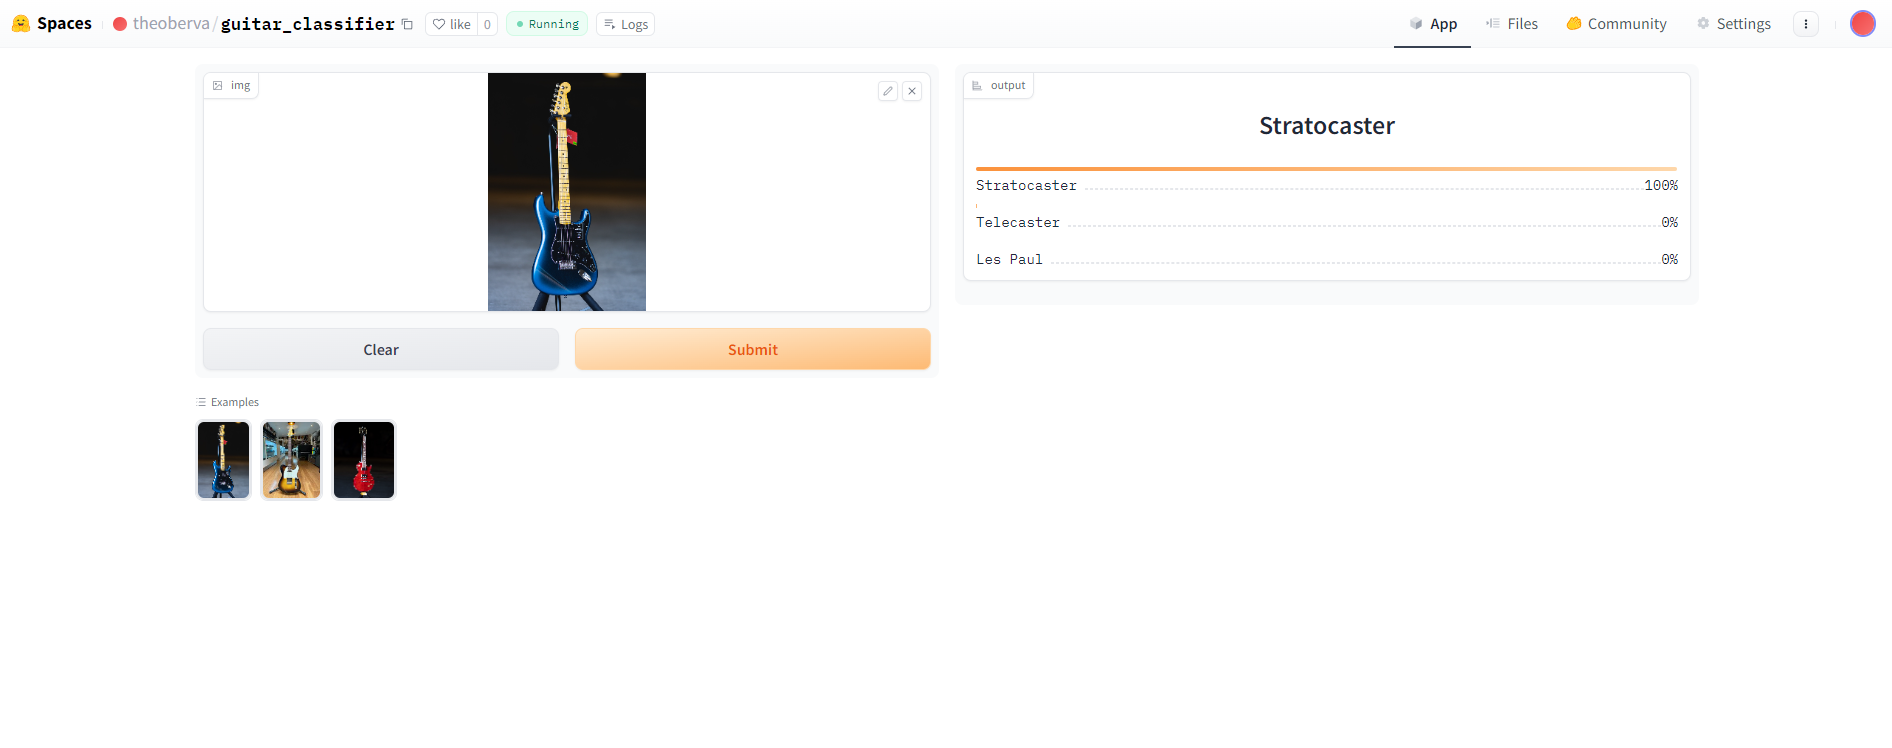 Spaces theoberva/guitar_classifier like 0 Running Logs App Files Community Settings
img
output
Stratocaster
Stratocaster 100%
Telecaster 0%
Les Paul 0%
Clear Submit
Examples